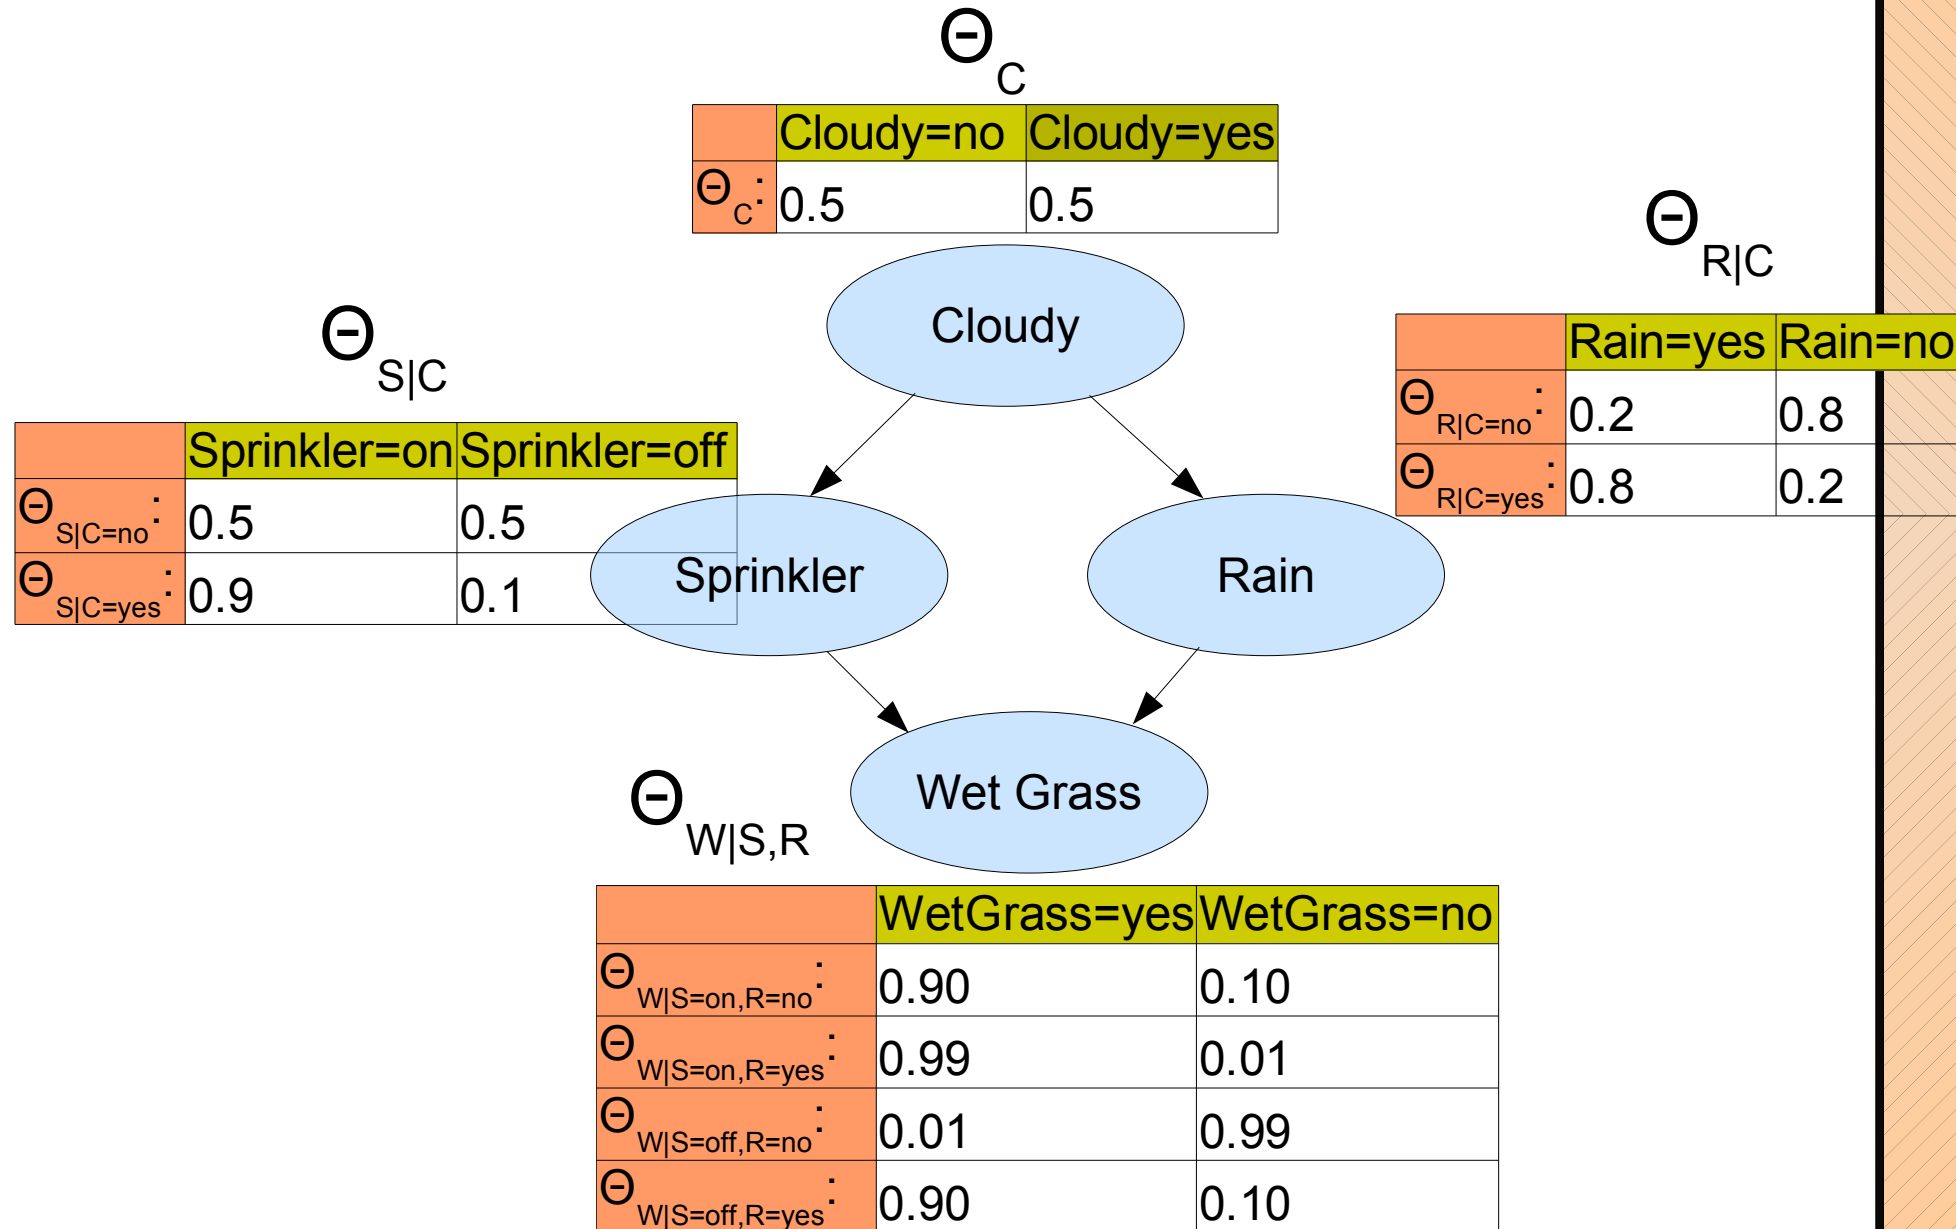 Θ C
Cloudy=no Cloudy=yes
Θ C: 0.5 0.5
Θ R|C
Rain=yes Rain=no
Θ R|C=no: 0.2 0.8
Θ R|C=yes: 0.8 0.2
Cloudy
Θ S|C
Sprinkler=on Sprinkler=off
Θ S|C=no: 0.5 0.5
Θ S|C=yes: 0.9 0.1
Sprinkler
Rain
Wet Grass
Θ W|S,R
WetGrass=yes WetGrass=no
Θ W|S=on,R=no: 0.90 0.10
Θ W|S=on,R=yes: 0.99 0.01
Θ W|S=off,R=no: 0.01 0.99
Θ W|S=off,R=yes: 0.90 0.10